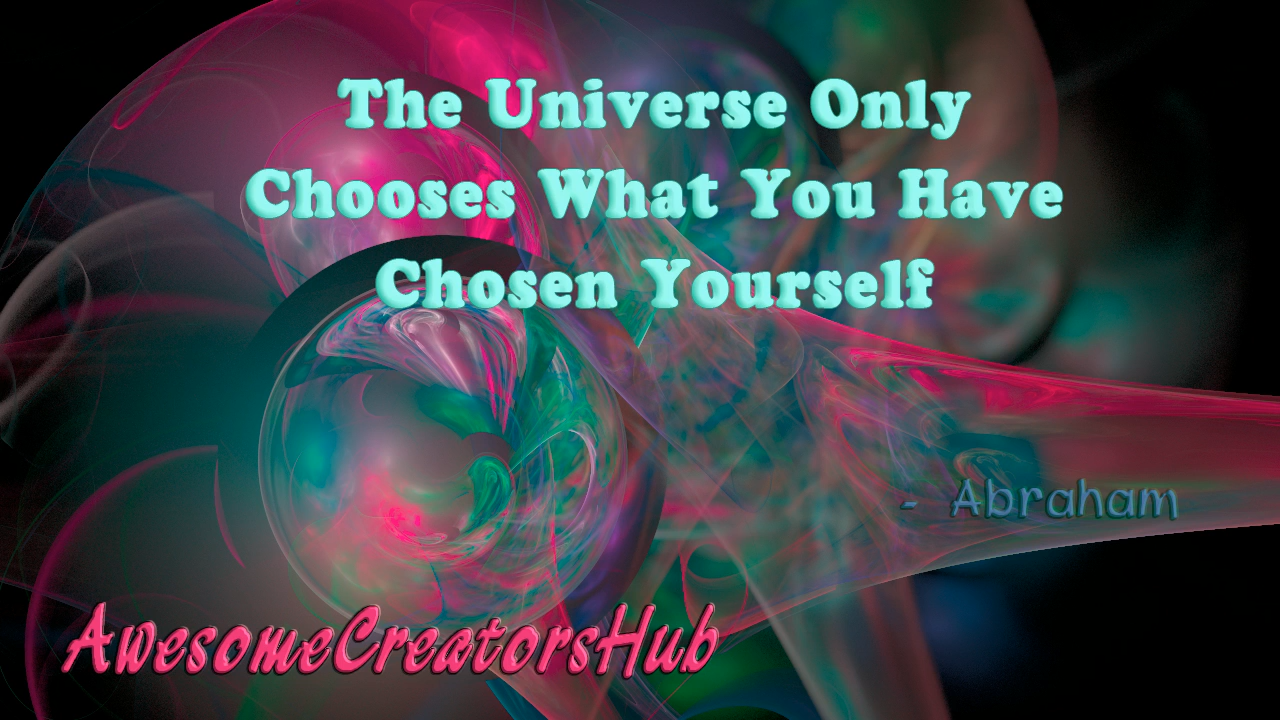 The Universe Only
Chooses What You Have
Chosen Yourself
- Abraham
AwesomeCreatorsHub